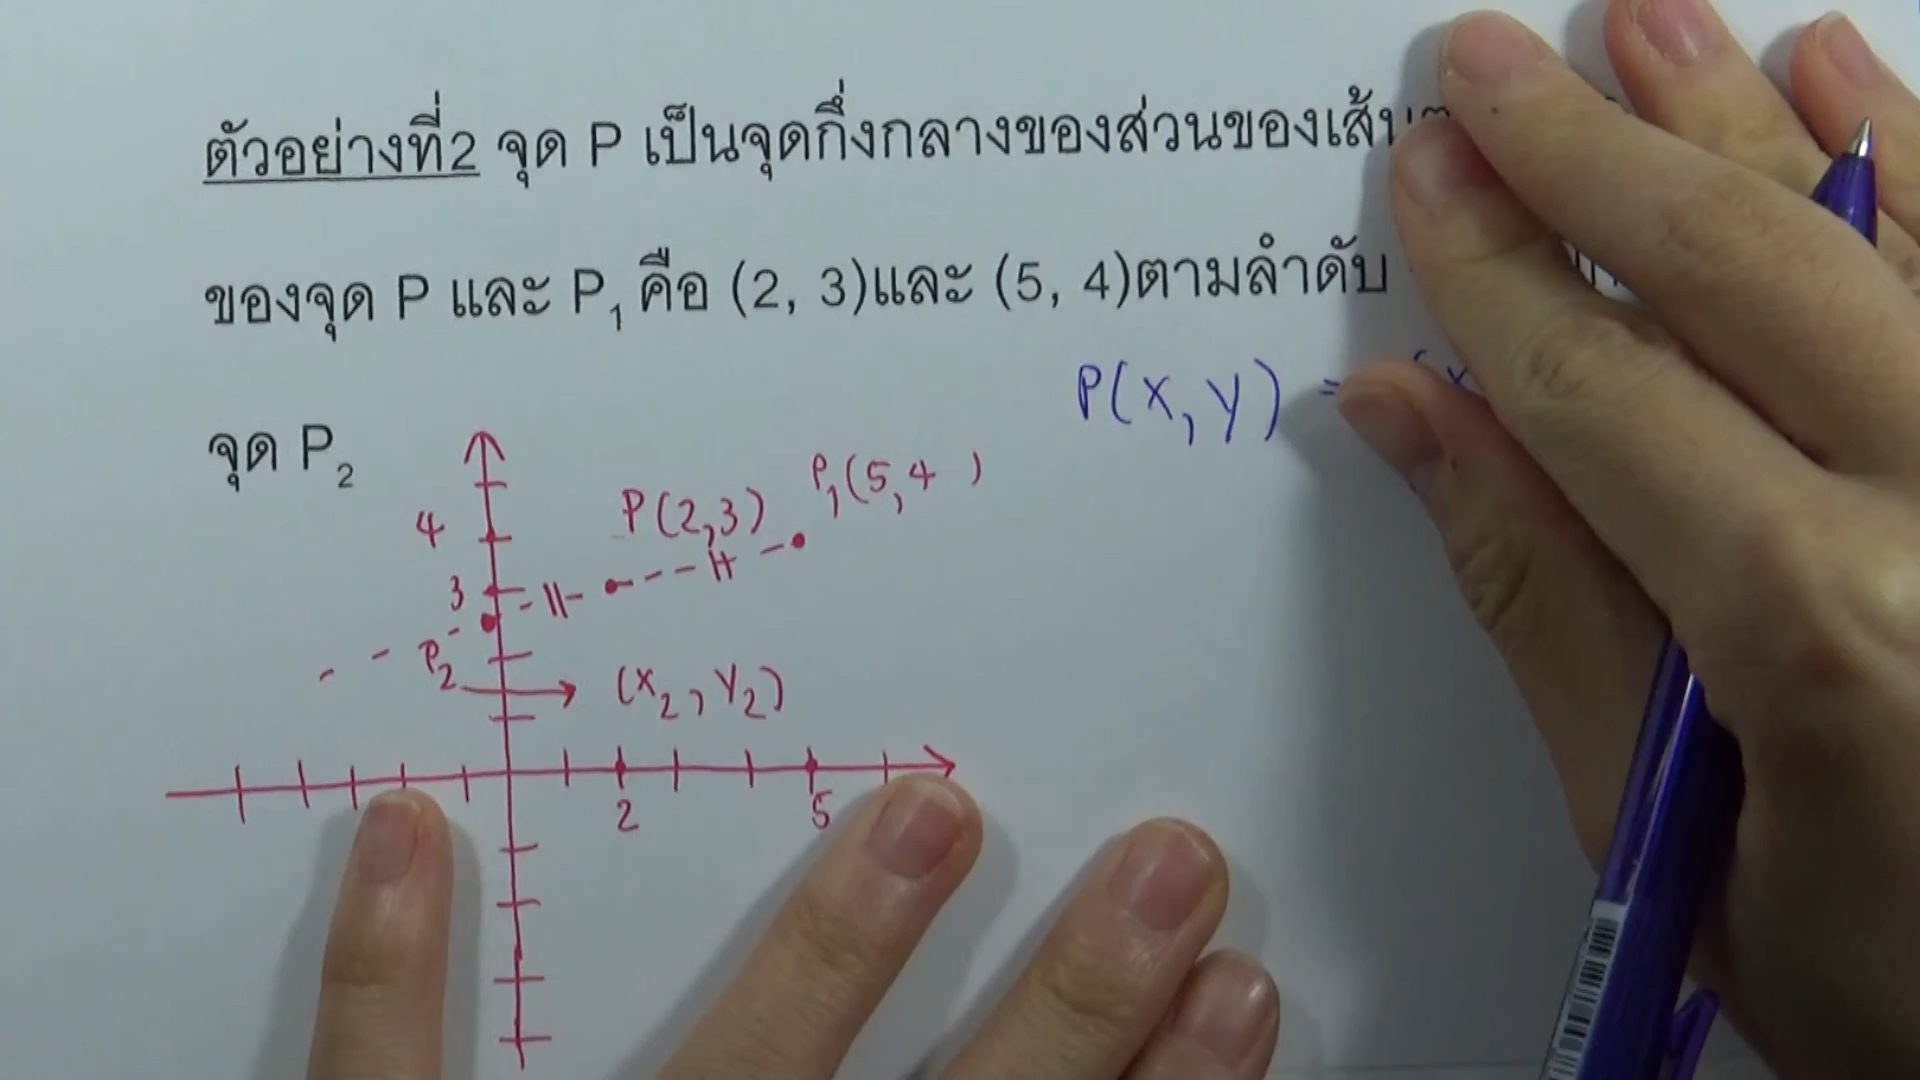 ตัวอย่างที่2 จุด P เป็นจุดกึ่งกลางของส่วนของเส้น
ของจุด P และ P₁ คือ (2, 3)และ (5, 4)ตามลำดับ
จุด P₂
P(x, y) =
P₁(5,4 )
P(2,3)
4
3
P₂
(x₂, y₂)
2 5